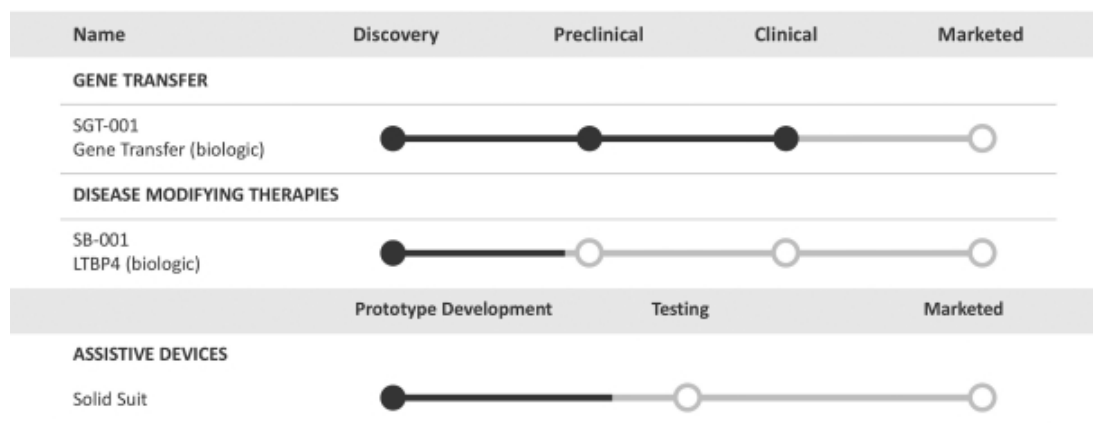 Name Discovery Preclinical Clinical Marketed
GENE TRANSFER
SGT-001
Gene Transfer (biologic)
DISEASE MODIFYING THERAPIES
SB-001
LTBP4 (biologic)
Prototype Development Testing Marketed
ASSISTIVE DEVICES
Solid Suit